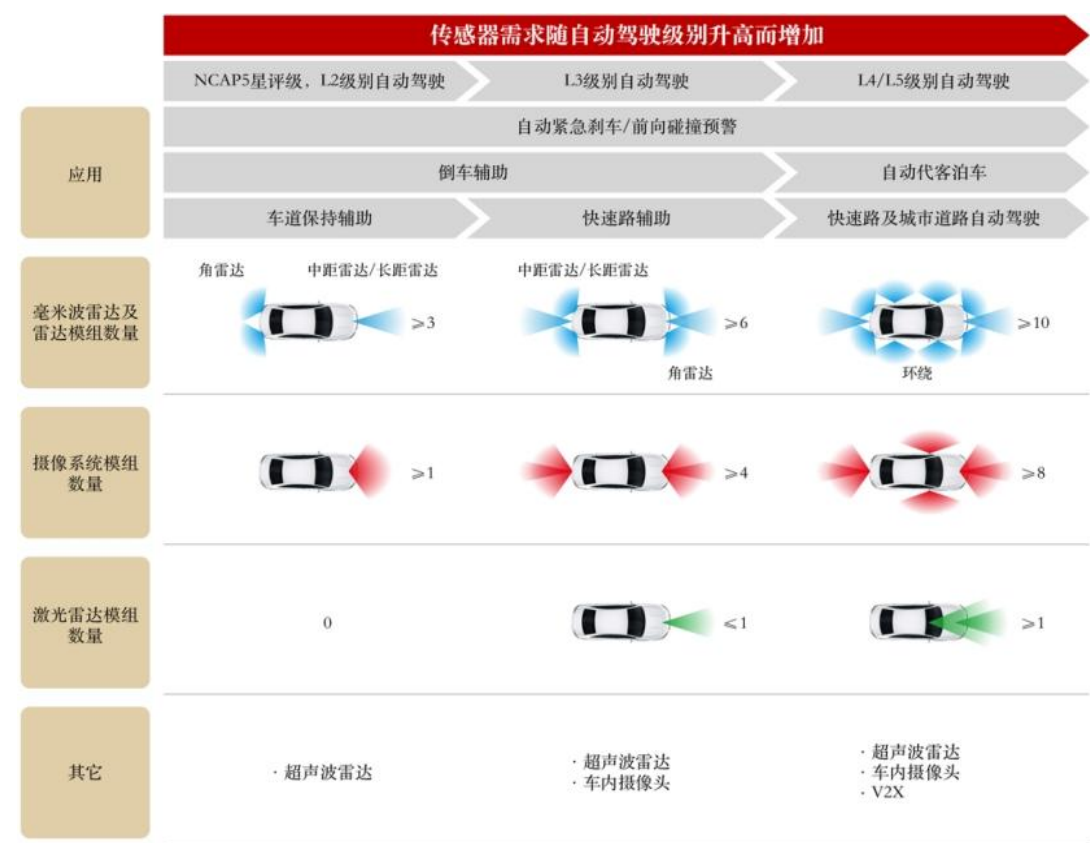 传感器需求随自动驾驶级别升高而增加
NCAP5星评级，L2级别自动驾驶
L3级别自动驾驶
L4/L5级别自动驾驶
应用
自动紧急刹车/前向碰撞预警
倒车辅助
自动代客泊车
车道保持辅助
快速路辅助
快速路及城市道路自动驾驶
毫米波雷达及
雷达模组数量
角雷达
中距雷达/长距雷达
≥3
中距雷达/长距雷达
≥6
角雷达
≥10
环绕
摄像系统模组
数量
≥1
≥4
≥8
激光雷达模组
数量
0
≤1
≥1
其它
· 超声波雷达
· 超声波雷达
· 车内摄像头
· 超声波雷达
· 车内摄像头
· V2X